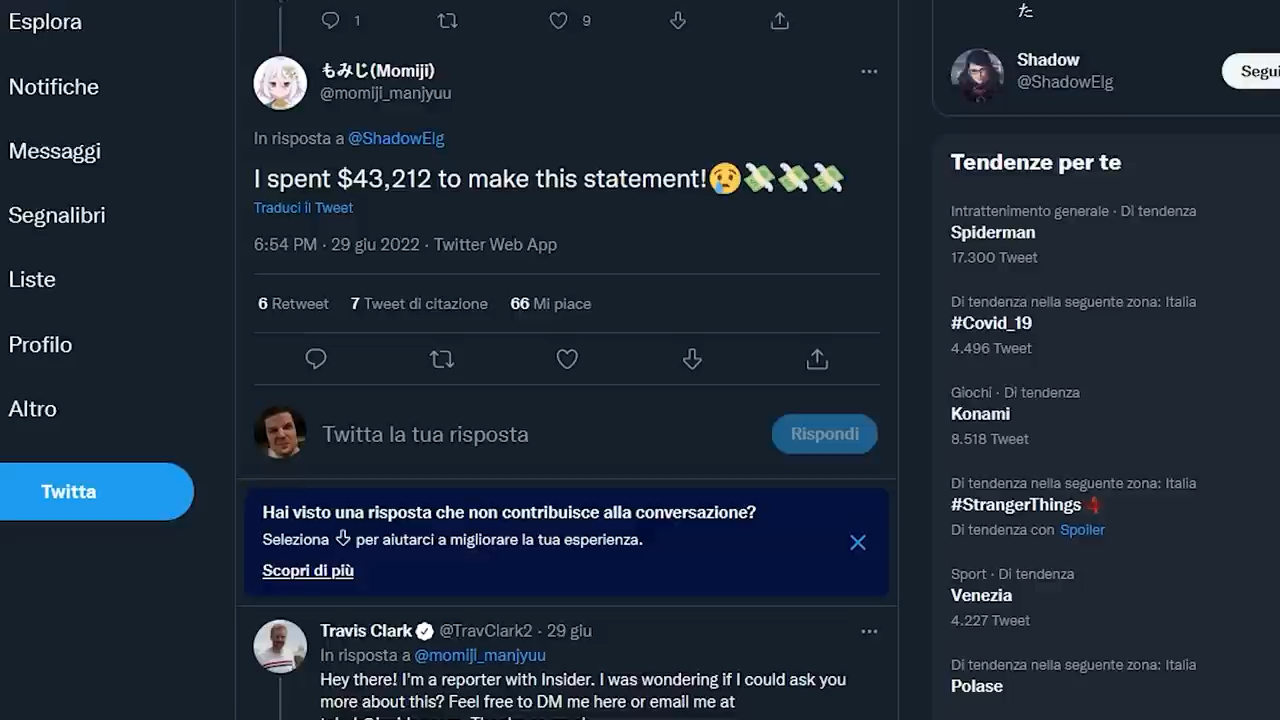 Esplora
Notifiche
Messaggi
Segnalibri
Liste
Profilo
Altro
Twitta
1
9
もみじ(Momiji)
@momiji_manjyuu
In risposta a @ShadowElg
I spent $43,212 to make this statement!😢💸💸💸
Traduci il Tweet
6:54 PM · 29 giu 2022 · Twitter Web App
6 Retweet 7 Tweet di citazione 66 Mi piace
Twitta la tua risposta
Rispondi
Hai visto una risposta che non contribuisce alla conversazione?
Seleziona per aiutarci a migliorare la tua esperienza.
Scopri di più
Travis Clark @TravClark2 · 29 giu
In risposta a @momiji_manjyuu
Hey there! I'm a reporter with Insider. I was wondering if I could ask you
more about this? Feel free to DM me here or email me at
た
Shadow
@ShadowElg
Segui
Tendenze per te
Intrattenimento generale · Di tendenza
Spiderman
17.300 Tweet
Di tendenza nella seguente zona: Italia
#Covid_19
4.496 Tweet
Giochi · Di tendenza
Konami
8.518 Tweet
Di tendenza nella seguente zona: Italia
#StrangerThings
Di tendenza con Spoiler
Sport · Di tendenza
Venezia
4.227 Tweet
Di tendenza nella seguente zona: Italia
Polase